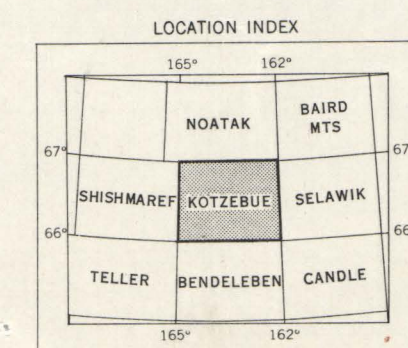 LOCATION INDEX
165° 162°
NOATAK
BAIRD
MTS
67° 67
SHISHMAREF KOTZEBUE SELAWIK
66° 66
TELLER BENDELEBEN CANDLE
165° 162°